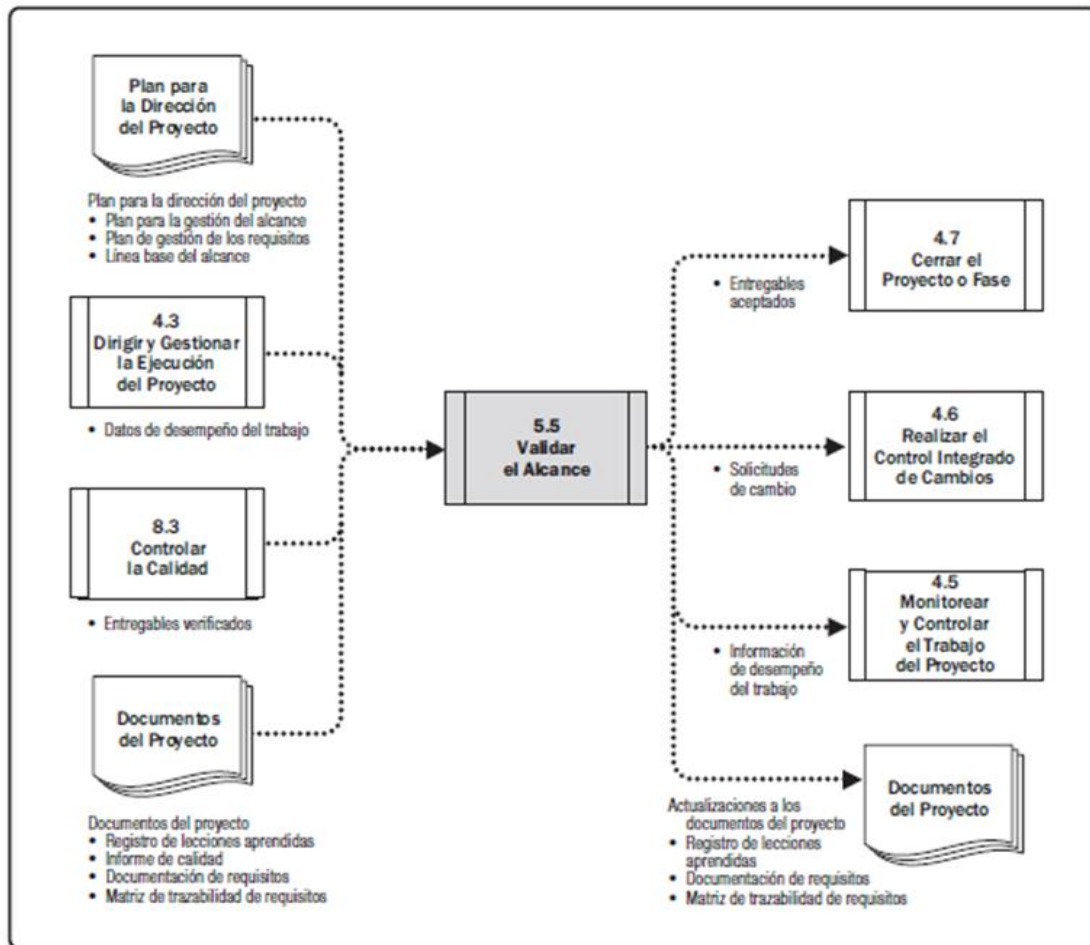 Plan para
la Dirección
del Proyecto
Plan para la dirección del proyecto
• Plan para la gestión del alcance
• Plan de gestión de los requisitos
• Línea base del alcance
4.3
Dirigir y Gestionar
la Ejecución
del Proyecto
• Datos de desempeño del trabajo
8.3
Controlar
la Calidad
• Entregables verificados
Documentos
del Proyecto
Documentos del proyecto
• Registro de lecciones aprendidas
• Informe de calidad
• Documentación de requisitos
• Matriz de trazabilidad de requisitos
5.5
Validar
el Alcance
4.7
Cerrar el
Proyecto o Fase
• Entregables
aceptados
4.6
Realizar el
Control Integrado
de Cambios
• Solicitudes
de cambio
4.5
Monitorear
y Controlar
el Trabajo
del Proyecto
• Información
de desempeño
del trabajo
Documentos
del Proyecto
Actualizaciones a los
documentos del proyecto
• Registro de lecciones
aprendidas
• Documentación de requisitos
• Matriz de trazabilidad de requisitos